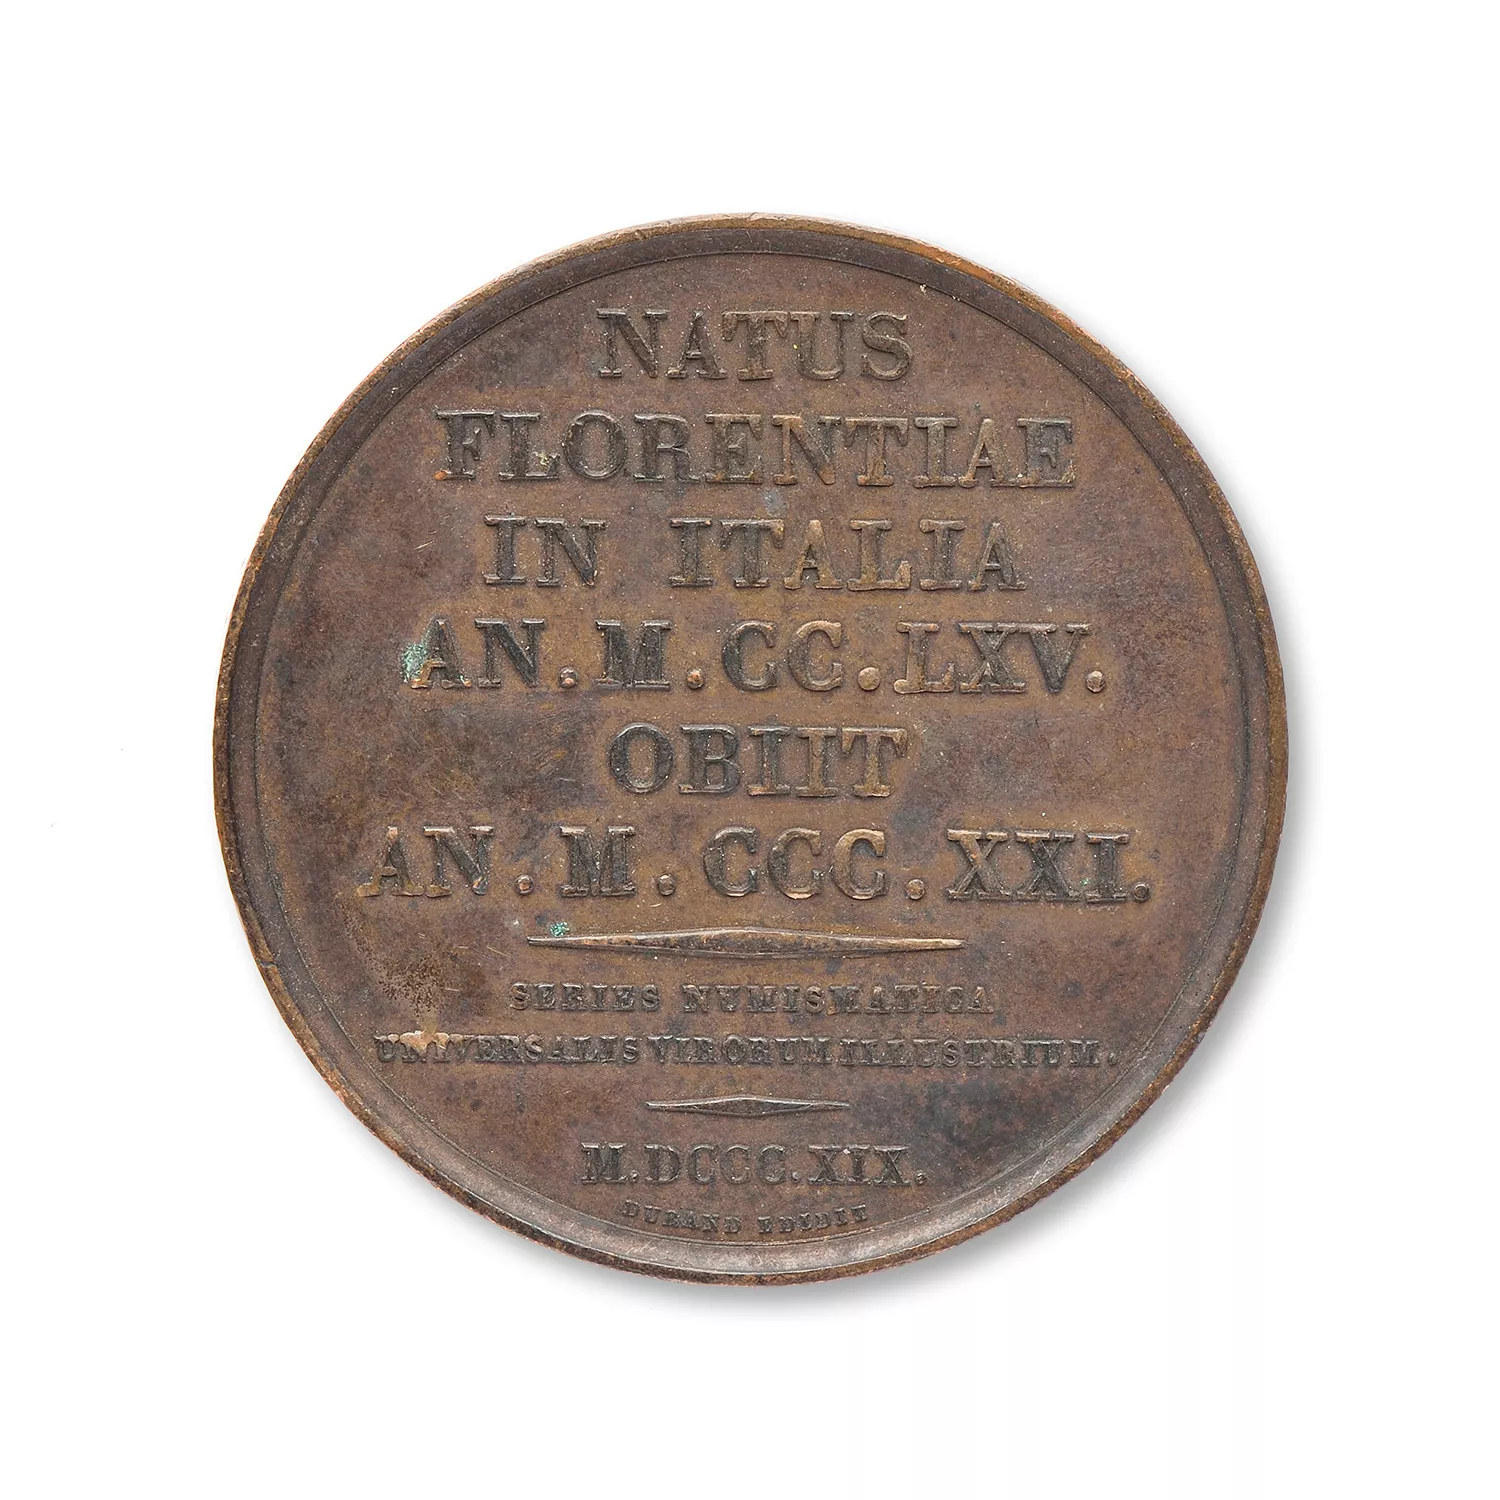 NATUS
FLORENTIAE
IN ITALIA
AN. M. CC. LXV.
OBIIT
AN. M. CCC. XXI.
SERIES NUMISMATICA
UNIVERSALIS VIRORUM ILLUSTRIUM.
M.DCCC.XIX.
DURAND EDIDIT